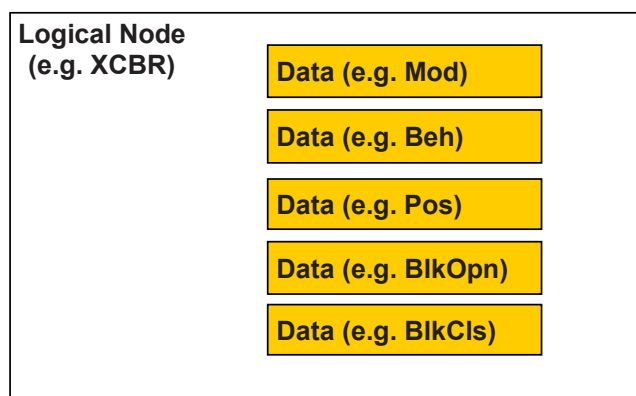 Logical Node
(e.g. XCBR)
Data (e.g. Mod)
Data (e.g. Beh)
Data (e.g. Pos)
Data (e.g. BlkOpn)
Data (e.g. BlkCls)